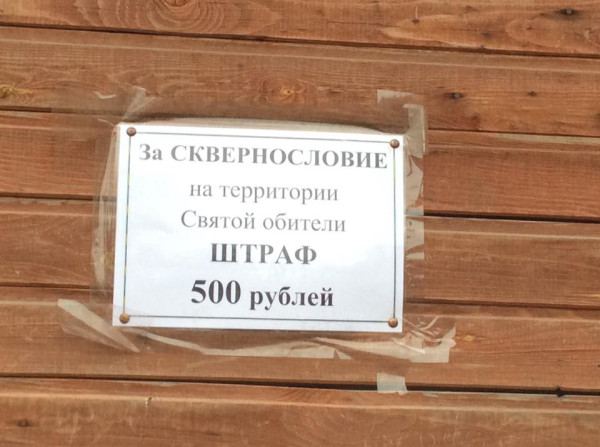 За СКВЕРНОСЛОВИЕ
на территории
Святой обители
ШТРАФ
500 рублей